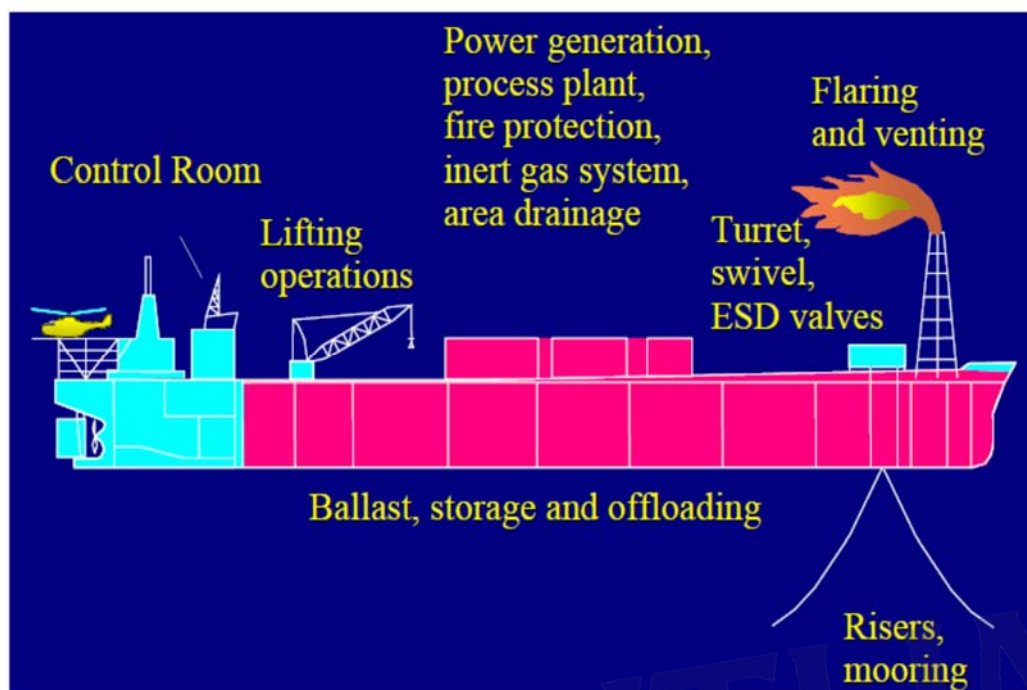 Power generation,
process plant,
fire protection,
inert gas system,
area drainage
Flaring
and venting
Control Room
Lifting
operations
Turret,
swivel,
ESD valves
Ballast, storage and offloading
Risers,
mooring